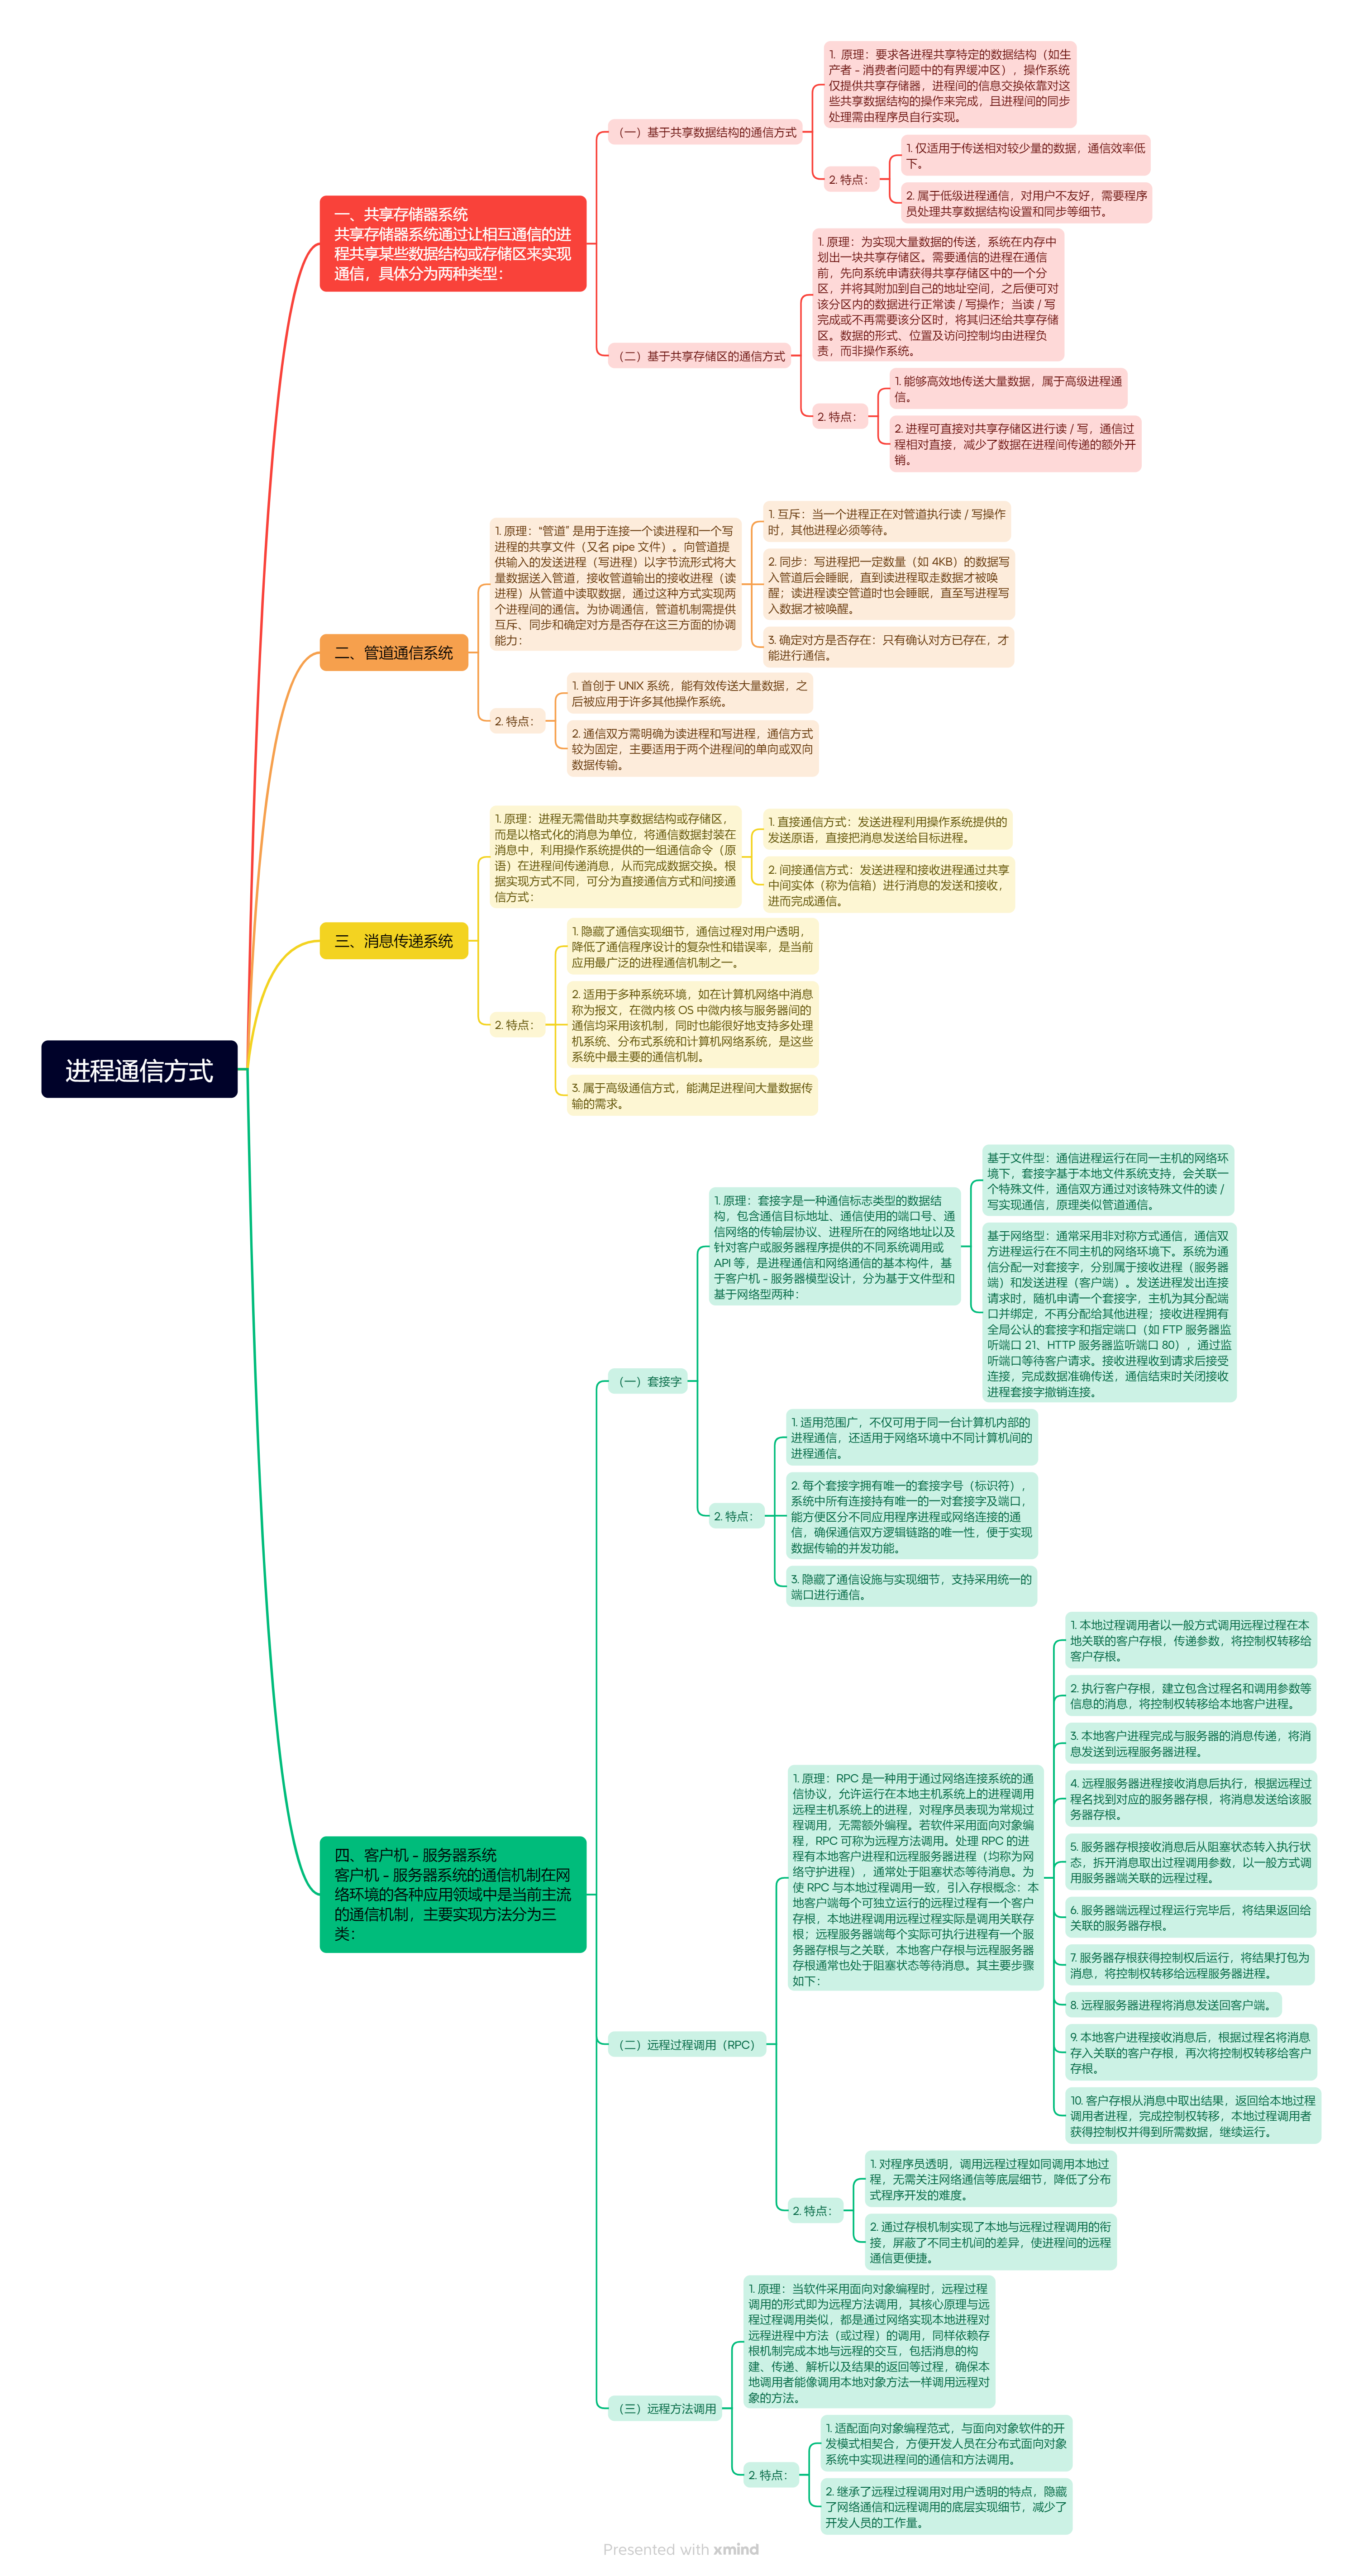 进程通信方式
一、共享存储器系统
共享存储器系统通过让相互通信的进
程共享某些数据结构或存储区来实现
通信，具体分为两种类型：
（一）基于共享数据结构的通信方式
1. 原理：要求各进程共享特定的数据结构（如生
产者 - 消费者问题中的有界缓冲区），操作系统
仅提供共享存储器，进程间的信息交换依靠对这
些共享数据结构的操作来完成，且进程间的同步
处理需由程序员自行实现。
2. 特点：
1. 仅适用于传送相对较少量的数据，通信效率低
下。
2. 属于低级进程通信，对用户不友好，需要程序
员处理共享数据结构设置和同步等细节。
（二）基于共享存储区的通信方式
1. 原理：为实现大量数据的传送，系统在内存中
划出一块共享存储区。需要通信的进程在通信
前，先向系统申请获得共享存储区中的一个分
区，并将其附加到自己的地址空间，之后便可对
该分区内的数据进行正常读 / 写操作；当读 / 写
完成或不再需要该分区时，将其归还给共享存储
区。数据的形式、位置及访问控制均由进程负
责，而非操作系统。
2. 特点：
1. 能够高效地传送大量数据，属于高级进程通
信。
2. 进程可直接对共享存储区进行读 / 写，通信过
程相对直接，减少了数据在进程间传递的额外开
销。
二、管道通信系统
1. 原理：“管道” 是用于连接一个读进程和一个写
进程的共享文件（又名 pipe 文件）。向管道提
供输入的发送进程（写进程）以字节流形式将大
量数据送入管道，接收管道输出的接收进程（读
进程）从管道中读取数据，通过这种方式实现两
个进程间的通信。为协调通信，管道机制需提供
互斥、同步和确定对方是否存在这三方面的协调
能力：
1. 互斥：当一个进程正在对管道执行读 / 写操作
时，其他进程必须等待。
2. 同步：写进程把一定数量（如 4KB）的数据写
入管道后会睡眠，直到读进程取走数据才被唤
醒；读进程读空管道时也会睡眠，直至写进程写
入数据才被唤醒。
3. 确定对方是否存在：只有确认对方已存在，才
能进行通信。
2. 特点：
1. 首创于 UNIX 系统，能有效传送大量数据，之
后被应用于许多其他操作系统。
2. 通信双方需明确为读进程和写进程，通信方式
较为固定，主要适用于两个进程间的单向或双向
数据传输。
三、消息传递系统
1. 原理：进程无需借助共享数据结构或存储区，
而是以格式化的消息为单位，将通信数据封装在
消息中，利用操作系统提供的一组通信命令（原
语）在进程间传递消息，从而完成数据交换。根
据实现方式不同，可分为直接通信方式和间接通
信方式：
1. 直接通信方式：发送进程利用操作系统提供的
发送原语，直接把消息发送给目标进程。
2. 间接通信方式：发送进程和接收进程通过共享
中间实体（称为信箱）进行消息的发送和接收，
进而完成通信。
2. 特点：
1. 隐藏了通信实现细节，通信过程对用户透明，
降低了通信程序设计的复杂性和错误率，是当前
应用最广泛的进程通信机制之一。
2. 适用于多种系统环境，如在计算机网络中消息
称为报文，在微内核 OS 中微内核与服务器间的
通信均采用该机制，同时也能很好地支持多处理
机系统、分布式系统和计算机网络系统，是这些
系统中最主要的通信机制。
3. 属于高级通信方式，能满足进程间大量数据传
输的需求。
四、客户机 - 服务器系统
客户机 - 服务器系统的通信机制在网
络环境的各种应用领域中是当前主流
的通信机制，主要实现方法分为三
类：
（一）套接字
1. 原理：套接字是一种通信标志类型的数据结
构，包含通信目标地址、通信使用的端口号、通
信网络的传输层协议、进程所在的网络地址以及
针对客户或服务器程序提供的不同系统调用或
API 等，是进程通信和网络通信的基本构件，基
于客户机 - 服务器模型设计，分为基于文件型和
基于网络型两种：
基于文件型：通信进程运行在同一主机的网络环
境下，套接字基于本地文件系统支持，会关联一
个特殊文件，通信双方通过对该特殊文件的读 /
写实现通信，原理类似管道通信。
基于网络型：通常采用非对称方式通信，通信双
方进程运行在不同主机的网络环境下。系统为通
信分配一对套接字，分别属于接收进程（服务器
端）和发送进程（客户端）。发送进程发出连接
请求时，随机申请一个套接字，主机为其分配端
口并绑定，不再分配给其他进程；接收进程拥有
全局公认的套接字和指定端口（如 FTP 服务器监
听端口 21、HTTP 服务器监听端口 80），通过监
听端口等待客户请求。接收进程收到请求后接受
连接，完成数据准确传送，通信结束时关闭接收
进程套接字撤销连接。
2. 特点：
1. 适用范围广，不仅可用于同一台计算机内部的
进程通信，还适用于网络环境中不同计算机间的
进程通信。
2. 每个套接字拥有唯一的套接字号（标识符），
系统中所有连接持有唯一的一对套接字及端口，
能方便区分不同应用程序进程或网络连接的通
信，确保通信双方逻辑链路的唯一性，便于实现
数据传输的并发功能。
3. 隐藏了通信设施与实现细节，支持采用统一的
端口进行通信。
（二）远程过程调用（RPC）
1. 原理：RPC 是一种用于通过网络连接系统的通
信协议，允许运行在本地主机系统上的进程调用
远程主机系统上的进程，对程序员表现为常规过
程调用，无需额外编程。若软件采用面向对象编
程，RPC 可称为远程方法调用。处理 RPC 的进
程有本地客户进程和远程服务器进程（均称为网
络守护进程），通常处于阻塞状态等待消息。为
使 RPC 与本地过程调用一致，引入存根概念：本
地客户端每个可独立运行的远程过程有一个客户
存根，本地进程调用远程过程实际是调用关联存
根；远程服务器端每个实际可执行进程有一个服
务器存根与之关联，本地客户存根与远程服务器
存根通常也处于阻塞状态等待消息。其主要步骤
如下：
1. 本地过程调用者以一般方式调用远程过程在本
地关联的客户存根，传递参数，将控制权转移给
客户存根。
2. 执行客户存根，建立包含过程名和调用参数等
信息的消息，将控制权转移给本地客户进程。
3. 本地客户进程完成与服务器的消息传递，将消
息发送到远程服务器进程。
4. 远程服务器进程接收消息后执行，根据远程过
程名找到对应的服务器存根，将消息发送给该服
务器存根。
5. 服务器存根接收消息后从阻塞状态转入执行状
态，拆开消息取出过程调用参数，以一般方式调
用服务器端关联的远程过程。
6. 服务器端远程过程运行完毕后，将结果返回给
关联的服务器存根。
7. 服务器存根获得控制权后运行，将结果打包为
消息，将控制权转移给远程服务器进程。
8. 远程服务器进程将消息发送回客户端。
9. 本地客户进程接收消息后，根据过程名将消息
存入关联的客户存根，再次将控制权转移给客户
存根。
10. 客户存根从消息中取出结果，返回给本地过程
调用者进程，完成控制权转移，本地过程调用者
获得控制权并得到所需数据，继续运行。
2. 特点：
1. 对程序员透明，调用远程过程如同调用本地过
程，无需关注网络通信等底层细节，降低了分布
式程序开发的难度。
2. 通过存根机制实现了本地与远程过程调用的衔
接，屏蔽了不同主机间的差异，使进程间的远程
通信更便捷。
（三）远程方法调用
1. 原理：当软件采用面向对象编程时，远程过程
调用的形式即为远程方法调用，其核心原理与远
程过程调用类似，都是通过网络实现本地进程对
远程进程中方法（或过程）的调用，同样依赖存
根机制完成本地与远程的交互，包括消息的构
建、传递、解析以及结果的返回等过程，确保本
地调用者能像调用本地对象方法一样调用远程对
象的方法。
2. 特点：
1. 适配面向对象编程范式，与面向对象软件的开
发模式相契合，方便开发人员在分布式面向对象
系统中实现进程间的通信和方法调用。
2. 继承了远程过程调用对用户透明的特点，隐藏
了网络通信和远程调用的底层实现细节，减少了
开发人员的工作量。
Presented with xmind